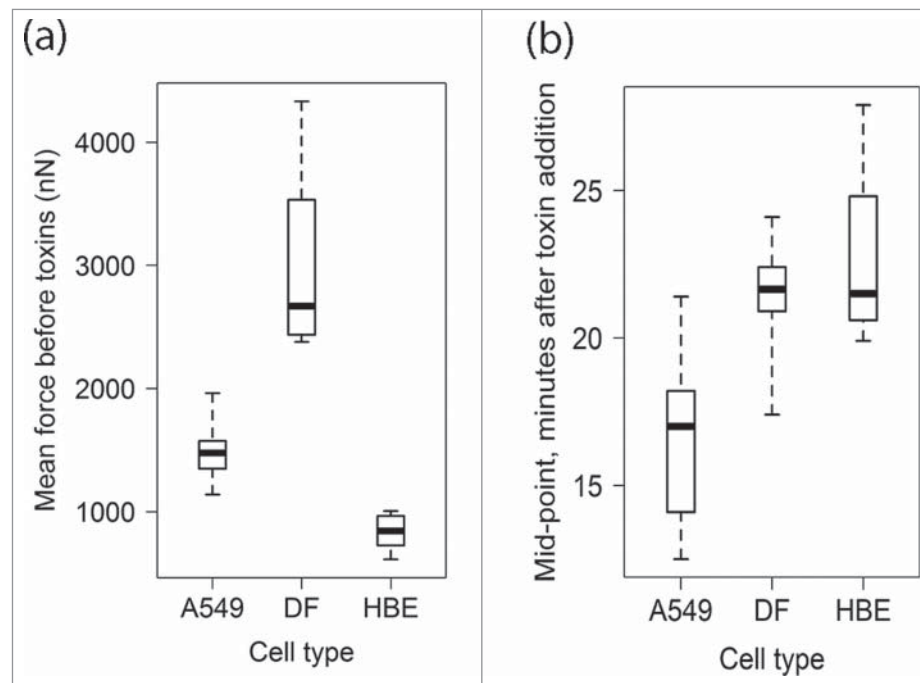 (a)
Mean force before toxins (nN)
4000
3000
2000
1000
A549 DF HBE
Cell type
(b)
Mid-point, minutes after toxin addition
25
20
15
A549 DF HBE
Cell type